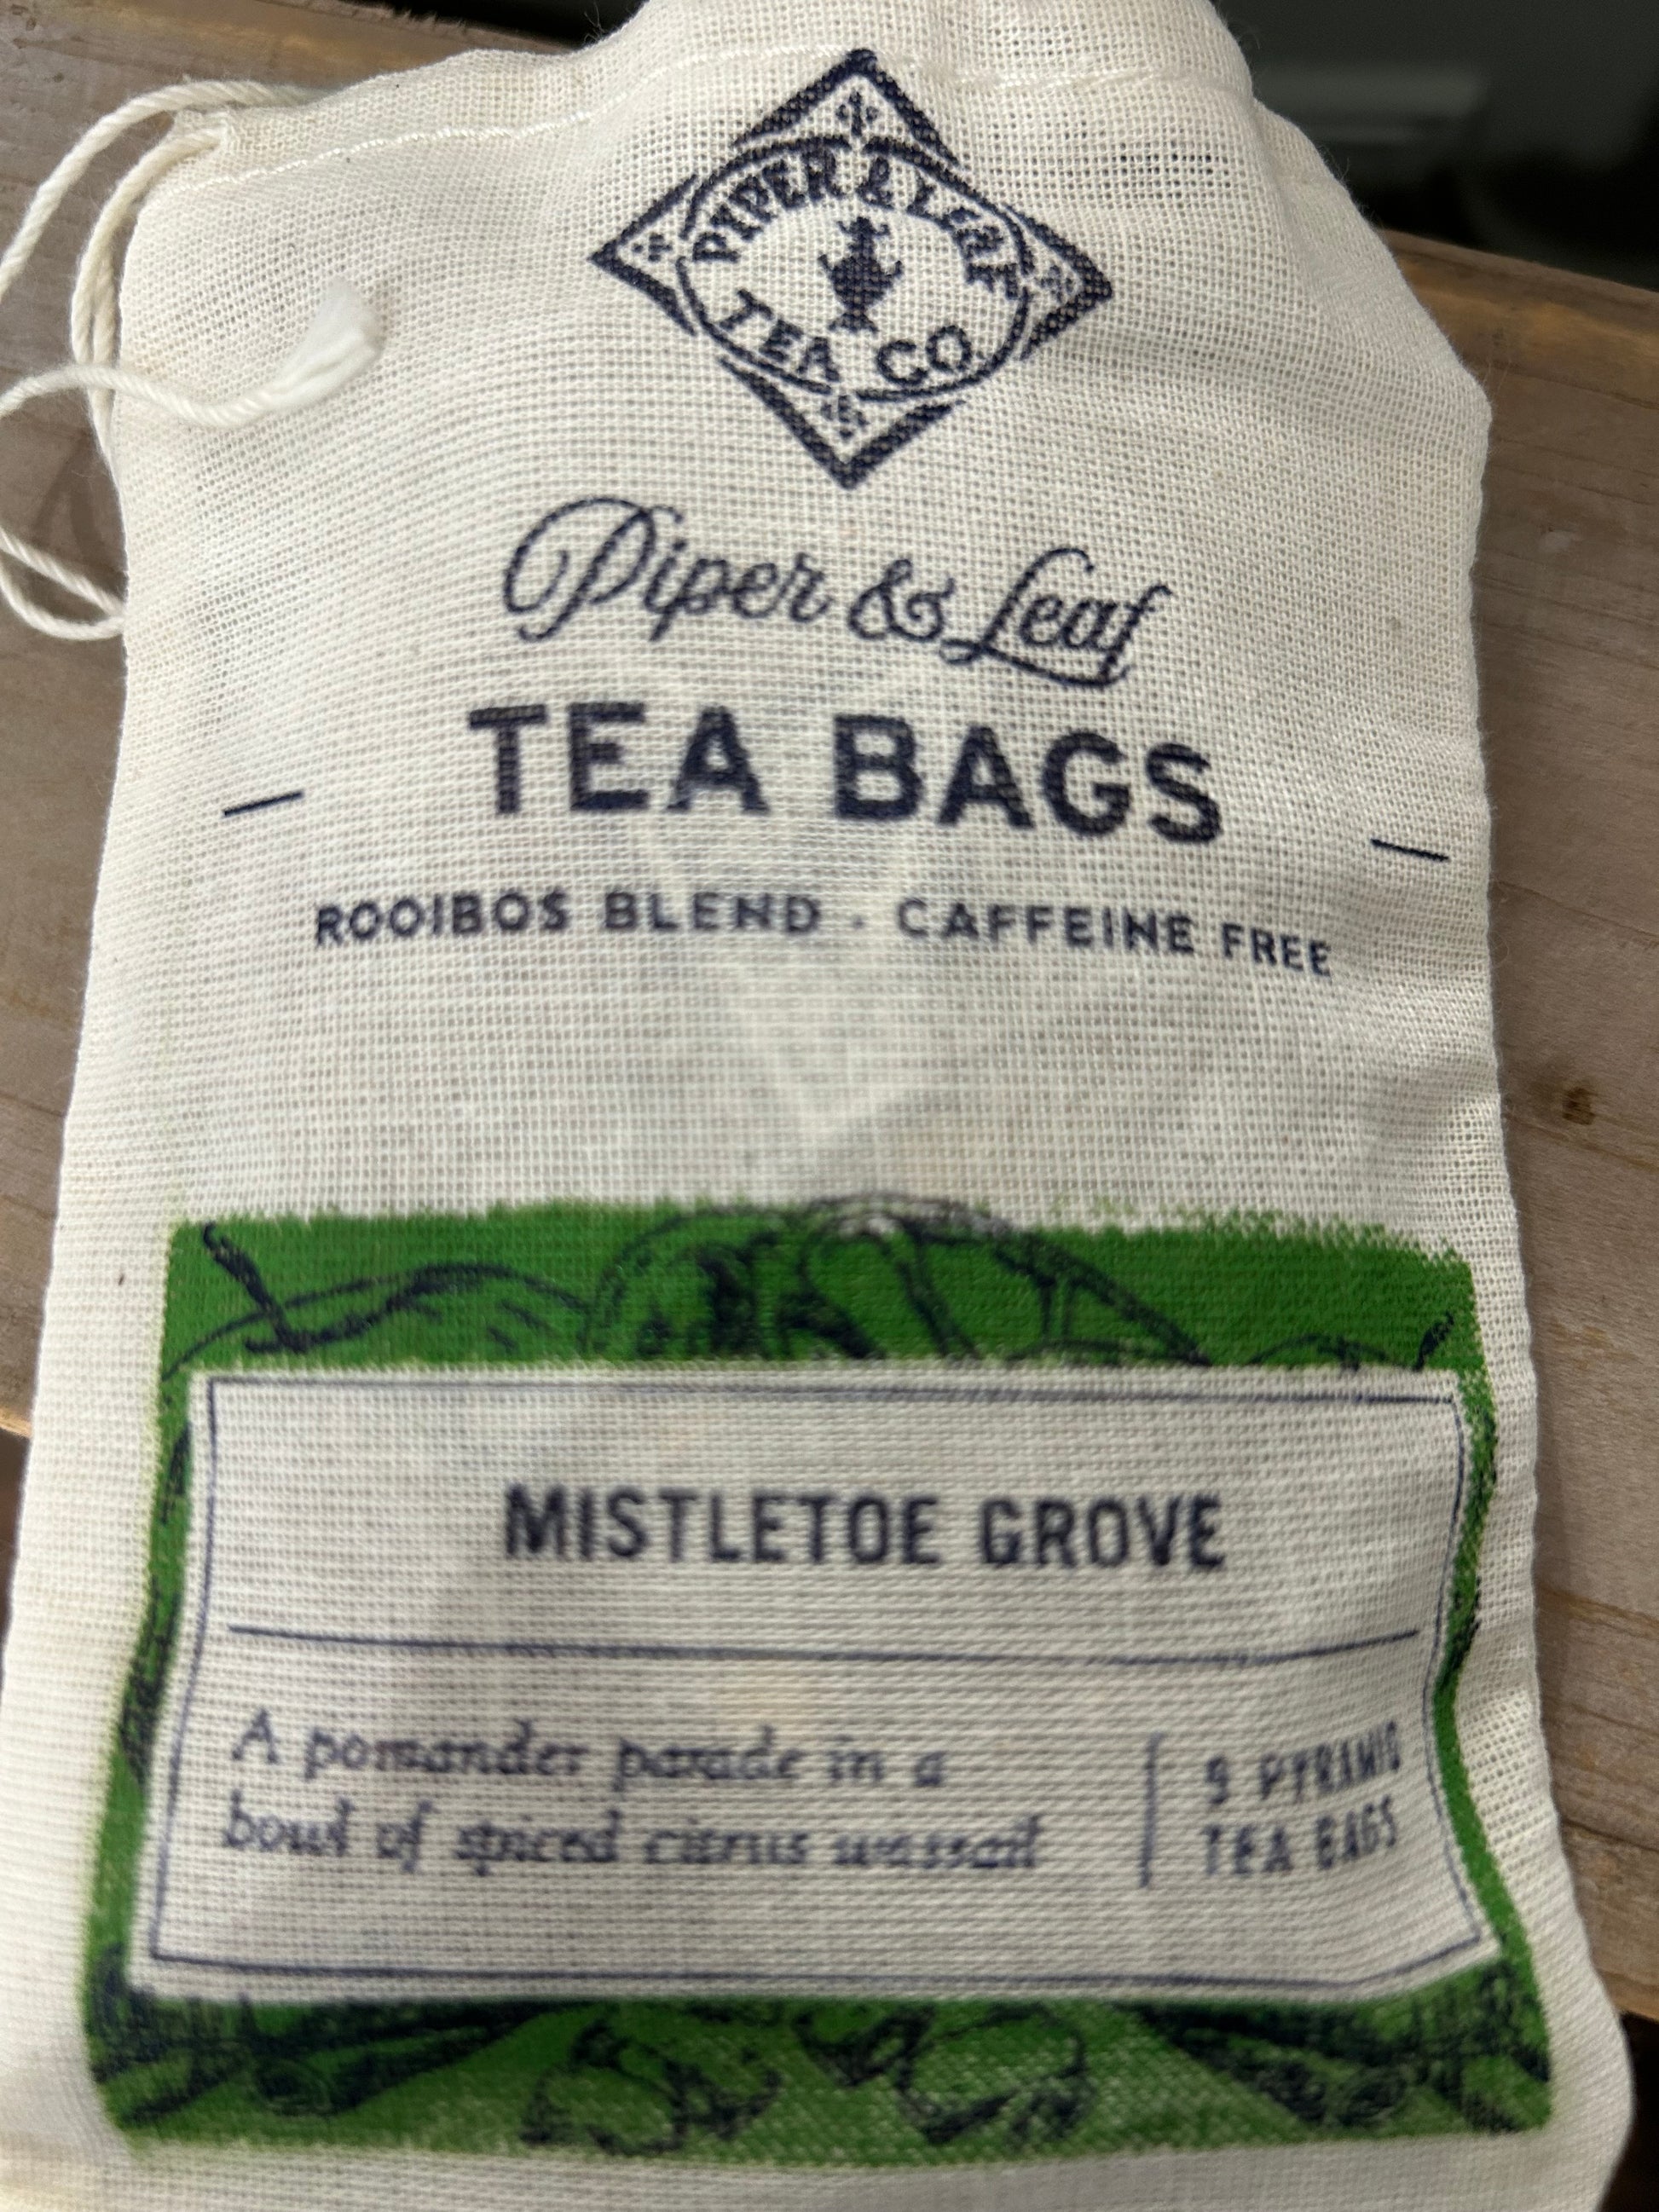 PIPER & LEAF
TEA CO.
Piper & Leaf
TEA BAGS
ROOIBOS BLEND · CAFFEINE FREE
MISTLETOE GROVE
A pomander parade in a
bowl of spiced citrus wassail
9 PYRAMID
TEA BAGS